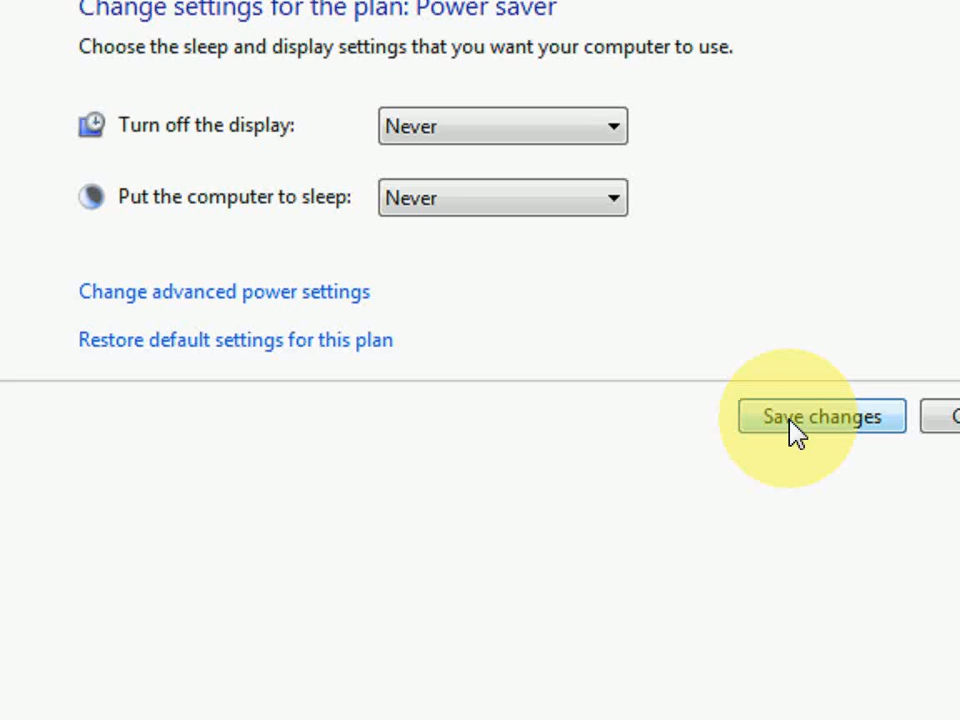 Change settings for the plan: Power saver
Choose the sleep and display settings that you want your computer to use.
Turn off the display:
Never
Put the computer to sleep:
Never
Change advanced power settings
Restore default settings for this plan
Save changes